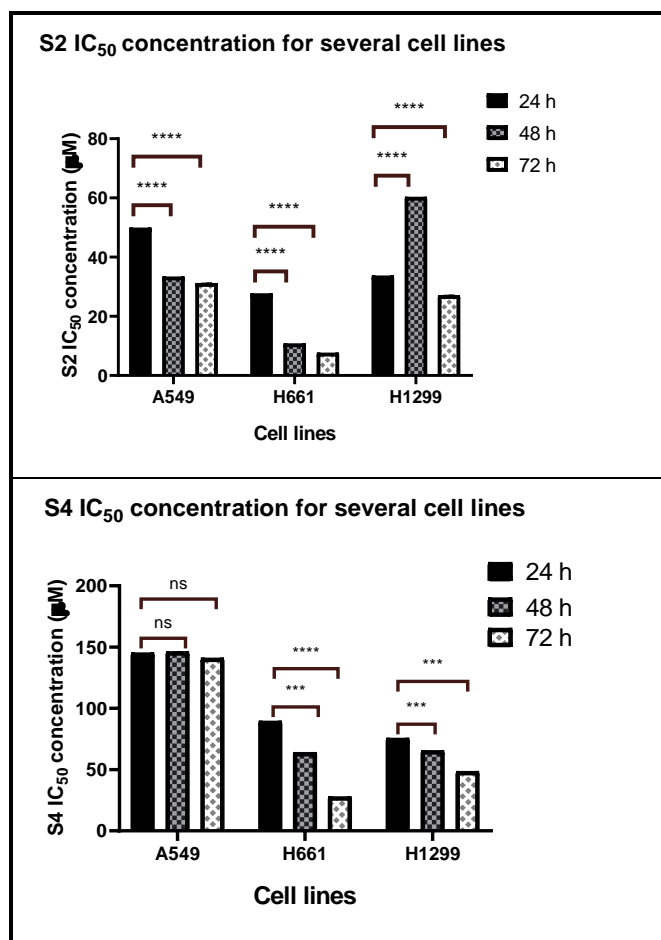 S2 IC50 concentration for several cell lines
24 h
48 h
72 h
80
60
40
20
0
S2 IC50 concentration (μM)
****
****
****
****
****
****
A549
H661
H1299
Cell lines
S4 IC50 concentration for several cell lines
24 h
48 h
72 h
200
150
100
50
0
S4 IC50 concentration (μM)
ns
ns
****
***
***
***
A549
H661
H1299
Cell lines